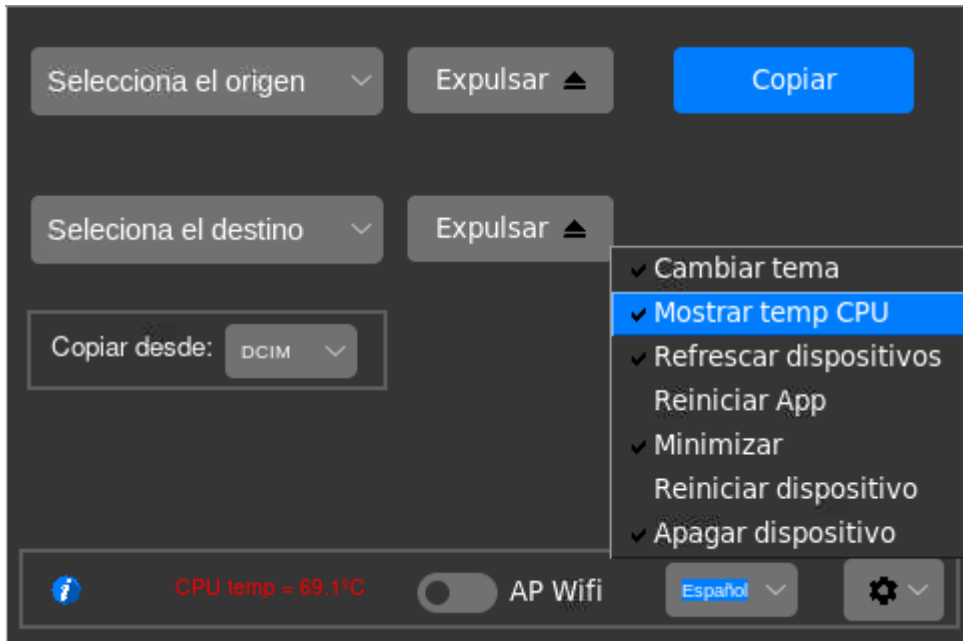 Selecciona el origen
Expulsar
Copiar
Seleciona el destino
Expulsar
Copiar desde:
DCIM
Cambiar tema
Mostrar temp CPU
Refrescar dispositivos
Reiniciar App
Minimizar
Reiniciar dispositivo
Apagar dispositivo
CPU temp = 69.1ºC
AP Wifi
Español